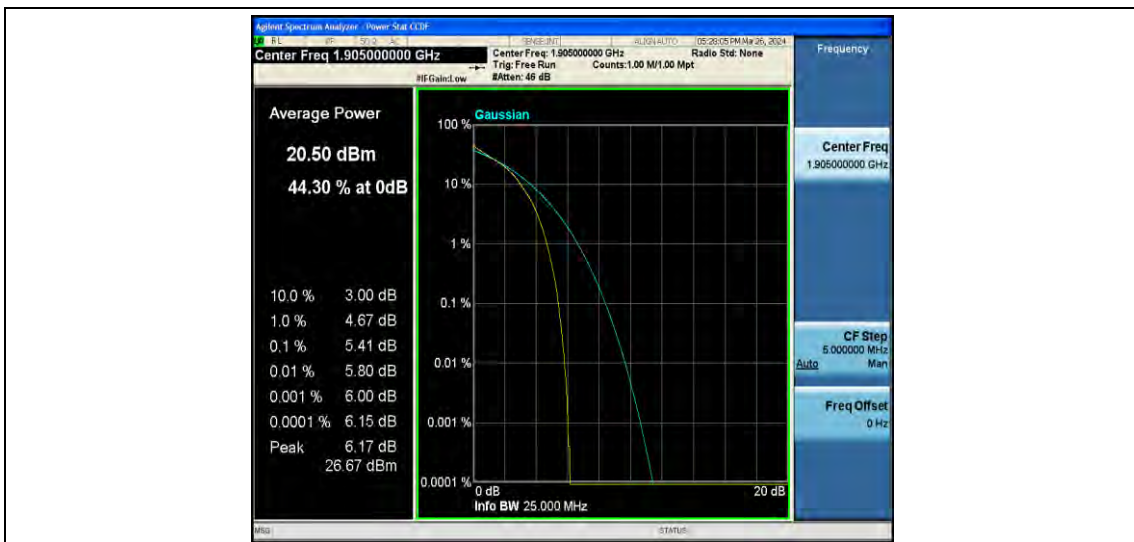 Agilent Spectrum Analyzer - Power Stat CCDF
RL RF 50 Ω AC SENSE:INT ALIGN AUTO 05:28:05 PM Mar 26, 2024
Center Freq 1.905000000 GHz
Center Freq: 1.905000000 GHz Radio Std: None
Trig: Free Run Counts:1.00 M/1.00 Mpt
#IFGain:Low #Atten: 46 dB
Frequency
Average Power
20.50 dBm
44.30 % at 0dB
10.0 % 3.00 dB
1.0 % 4.67 dB
0.1 % 5.41 dB
0.01 % 5.80 dB
0.001 % 6.00 dB
0.0001 % 6.15 dB
Peak 6.17 dB
26.67 dBm
Gaussian
100 %
10 %
1 %
0.1 %
0.01 %
0.001 %
0.0001 %
0 dB 20 dB
Info BW 25.000 MHz
Center Freq
1.905000000 GHz
CF Step
5.000000 MHz
Auto Man
Freq Offset
0 Hz
MSG STATUS